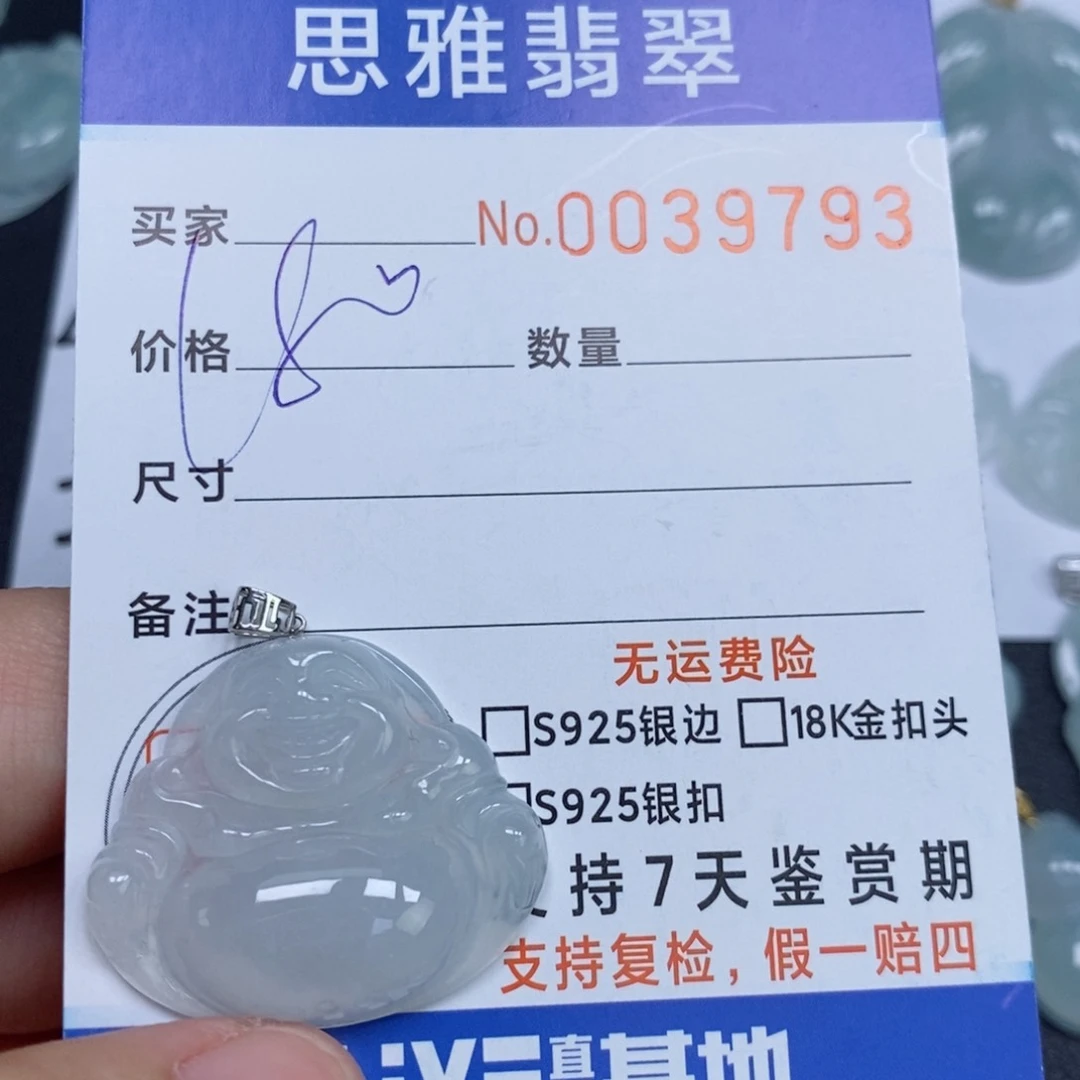 思雅翡翠
买家 No.0039793
价格 数量
尺寸
备注
无运费险
S925银边 18K金扣头
S925银扣
持7天鉴赏期
支持复检，假一赔四
基地